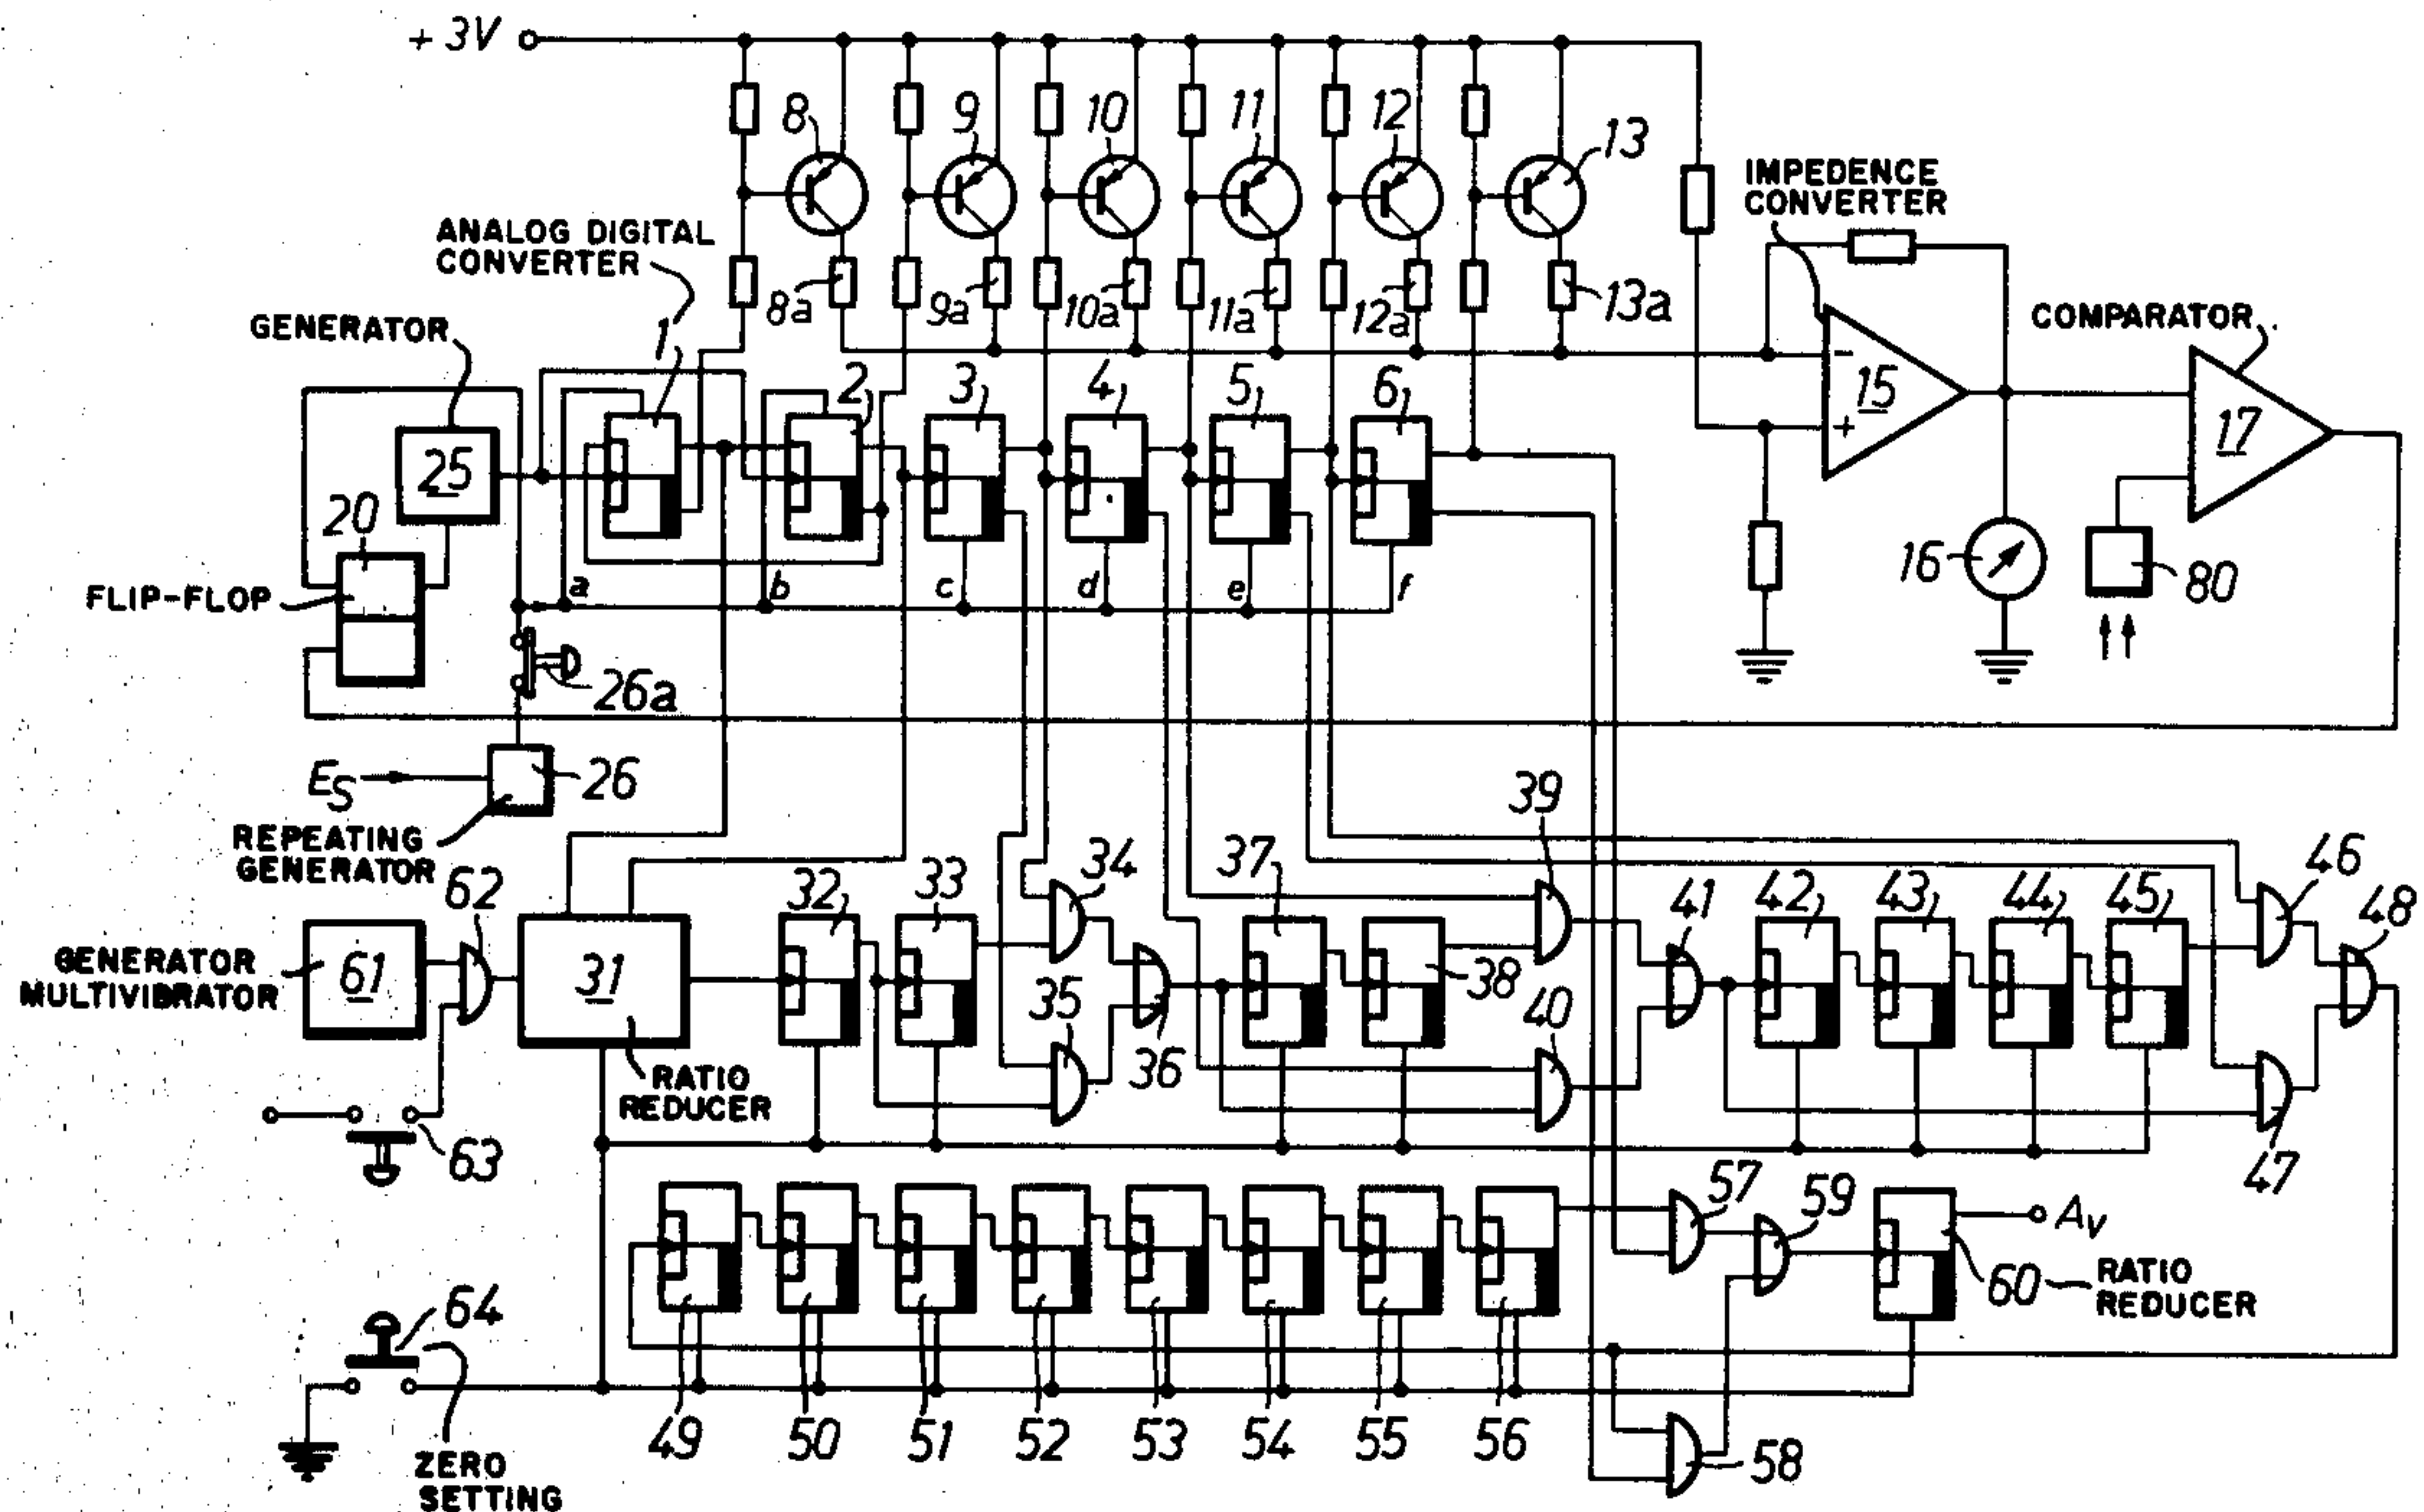 + 3V
8
9
10
11
12
13
IMPEDENCE
CONVERTER
ANALOG DIGITAL
CONVERTER
8a
9a
10a
11a
12a
13a
COMPARATOR
GENERATOR
1
2
3
4
5
6
15
17
25
20
FLIP-FLOP
a
b
c
d
e
f
16
80
26a
ES
26
REPEATING
GENERATOR
39
46
62
32
33
34
37
41
42
43
44
45
48
GENERATOR
MULTIVIBRATOR
61
31
35
36
38
40
RATIO
REDUCER
63
47
57
59
AV
60
RATIO
REDUCER
64
49
50
51
52
53
54
55
56
58
ZERO
SETTING
- +